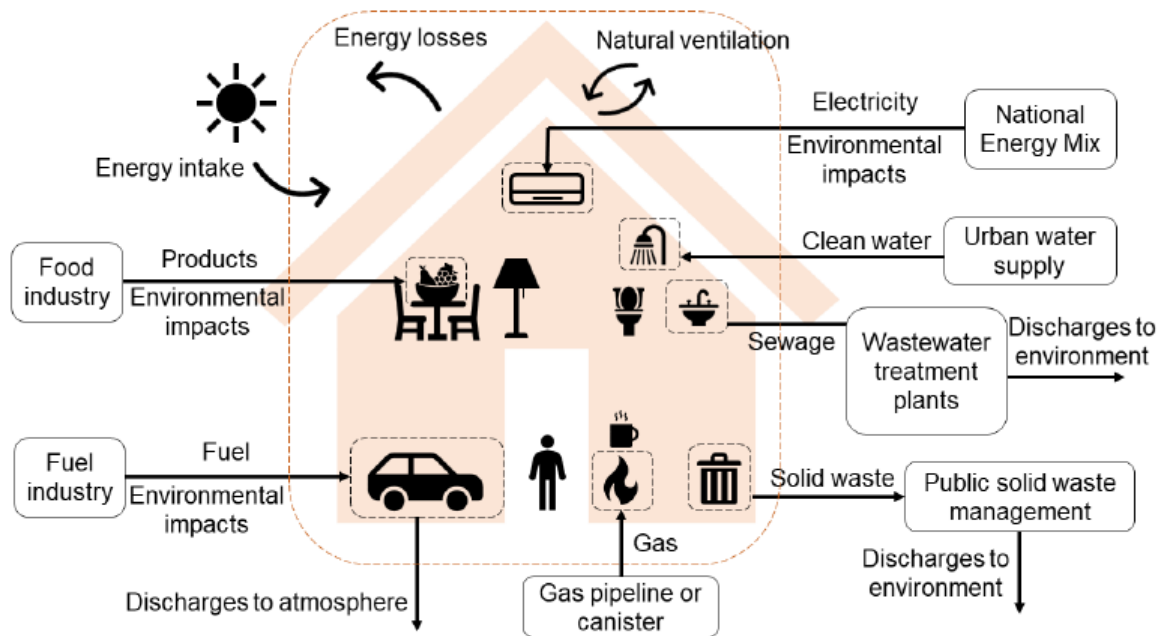 Energy losses
Natural ventilation
Energy intake
Electricity
Environmental
impacts
National
Energy Mix
Food
industry
Products
Environmental
impacts
Clean water
Urban water
supply
Sewage
Wastewater
treatment
plants
Discharges to
environment
Fuel
industry
Fuel
Environmental
impacts
Solid waste
Public solid waste
management
Discharges to
environment
Gas
Gas pipeline or
canister
Discharges to atmosphere